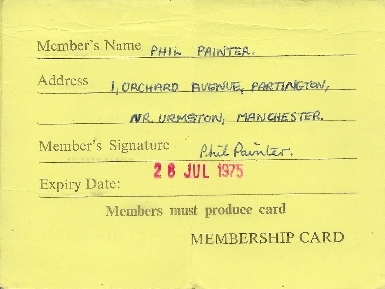 Member's Name PHIL PAINTER.
Address 1, ORCHARD AVENUE, PARTINGTON,
NR. URMSTON, MANCHESTER.
Member's Signature Phil Painter.
Expiry Date: 28 JUL 1975
Members must produce card
MEMBERSHIP CARD